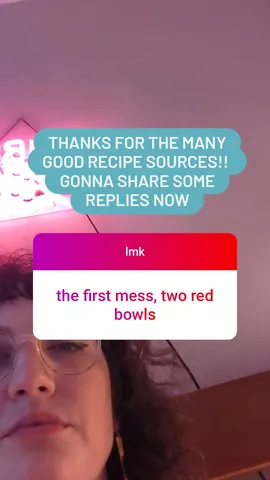 THANKS FOR THE MANY
GOOD RECIPE SOURCES!!
GONNA SHARE SOME
REPLIES NOW
lmk
the first mess, two red
bowls